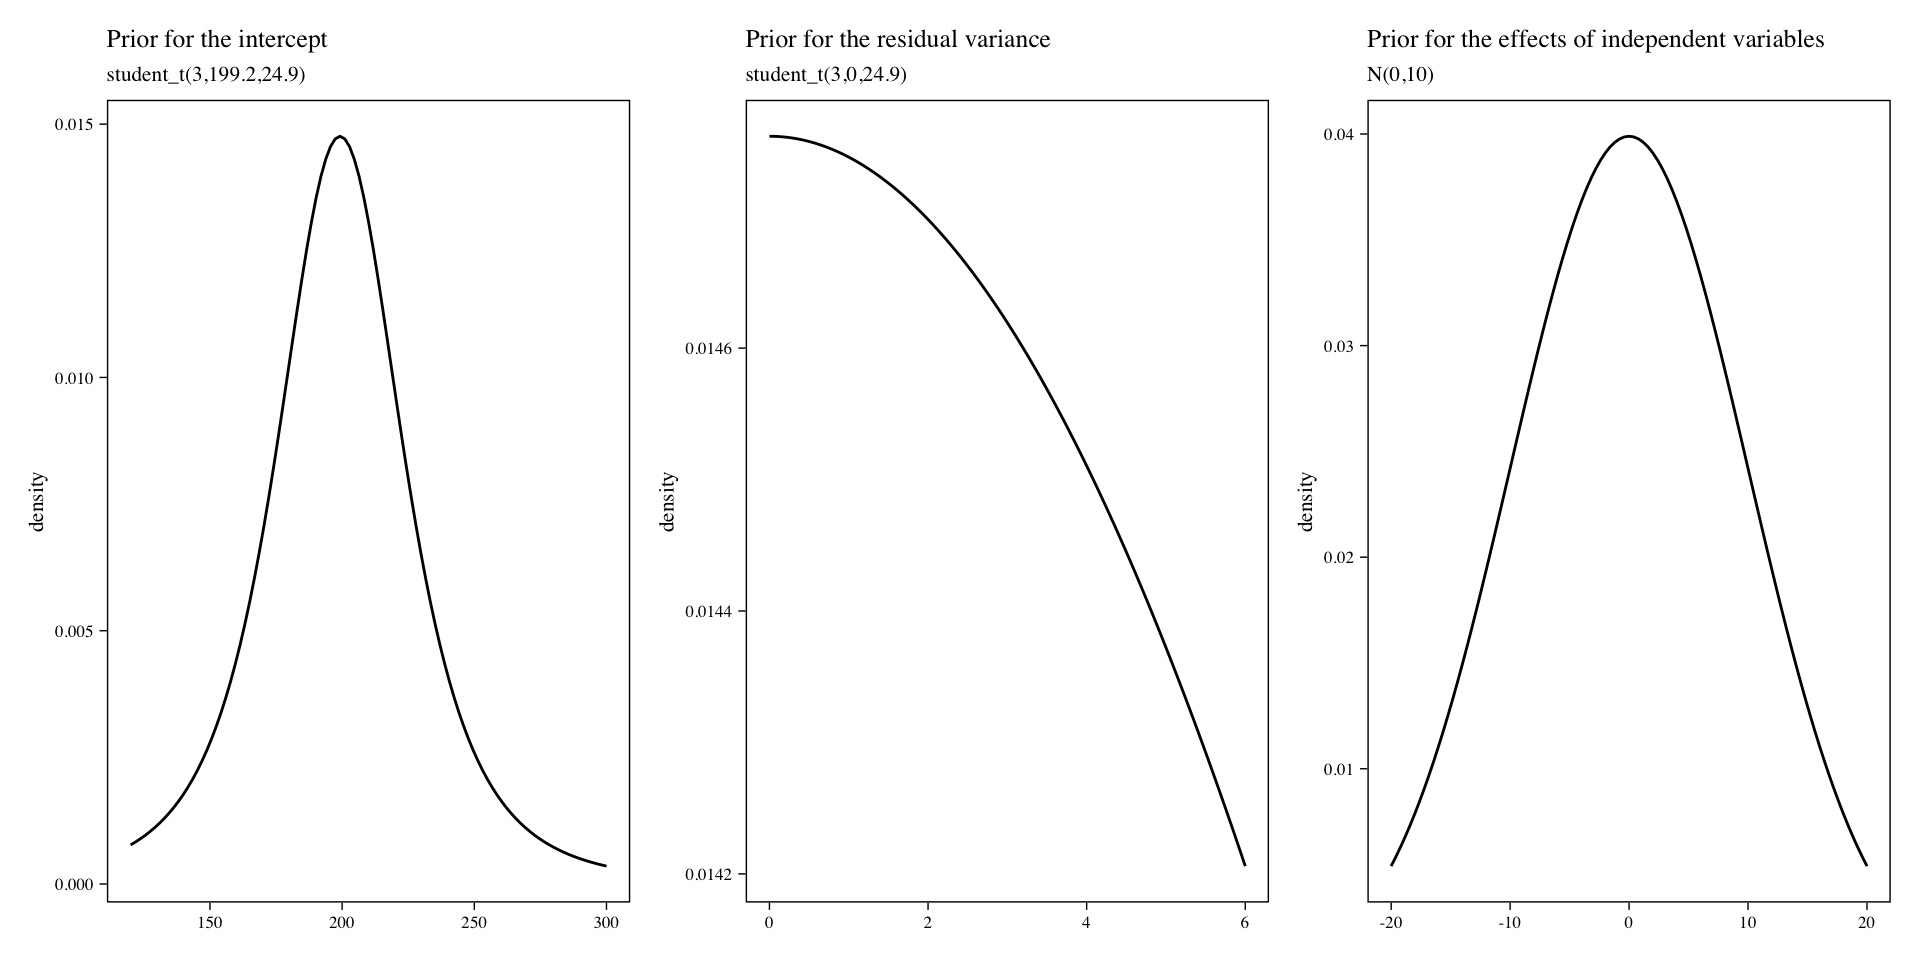 Prior for the intercept
student_t(3,199.2,24.9)
density
0.015
0.010
0.005
0.000
150
200
250
300
Prior for the residual variance
student_t(3,0,24.9)
density
0.0146
0.0144
0.0142
0
2
4
6
Prior for the effects of independent variables
N(0,10)
density
0.04
0.03
0.02
0.01
-20
-10
0
10
20